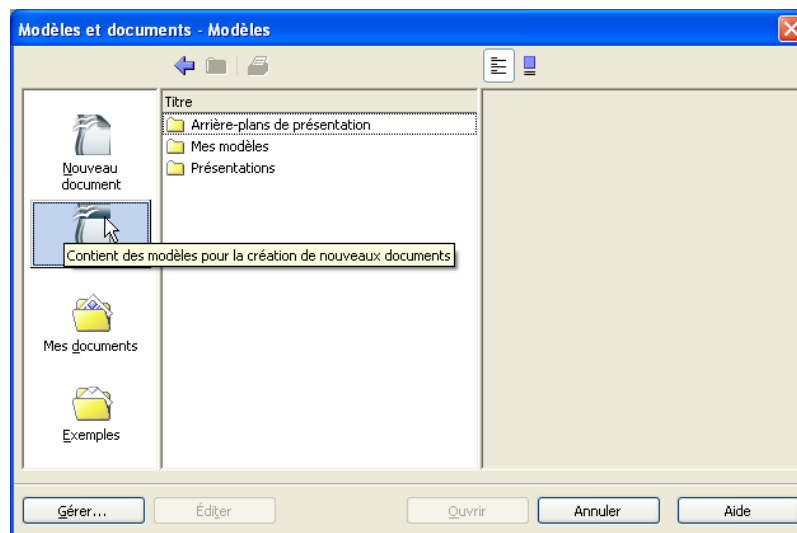 Modèles et documents - Modèles
Titre
Arrière-plans de présentation
Mes modèles
Présentations
Nouveau
document
Contient des modèles pour la création de nouveaux documents
Mes documents
Exemples
Gérer...
Éditer
Ouvrir
Annuler
Aide